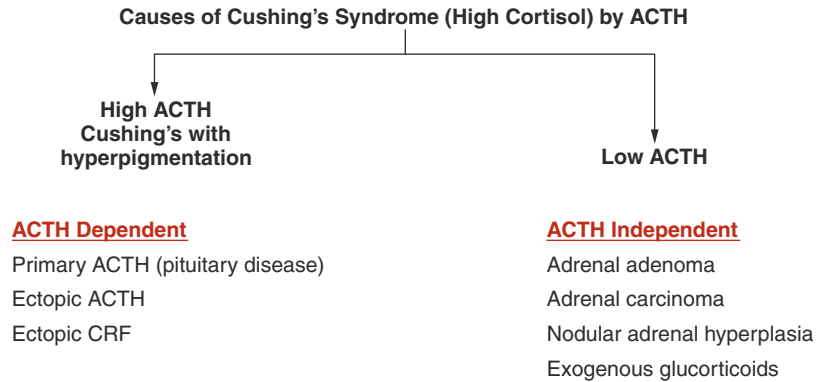 Causes of Cushing's Syndrome (High Cortisol) by ACTH
High ACTH
Cushing's with
hyperpigmentation
Low ACTH
ACTH Dependent
Primary ACTH (pituitary disease)
Ectopic ACTH
Ectopic CRF
ACTH Independent
Adrenal adenoma
Adrenal carcinoma
Nodular adrenal hyperplasia
Exogenous glucorticoids